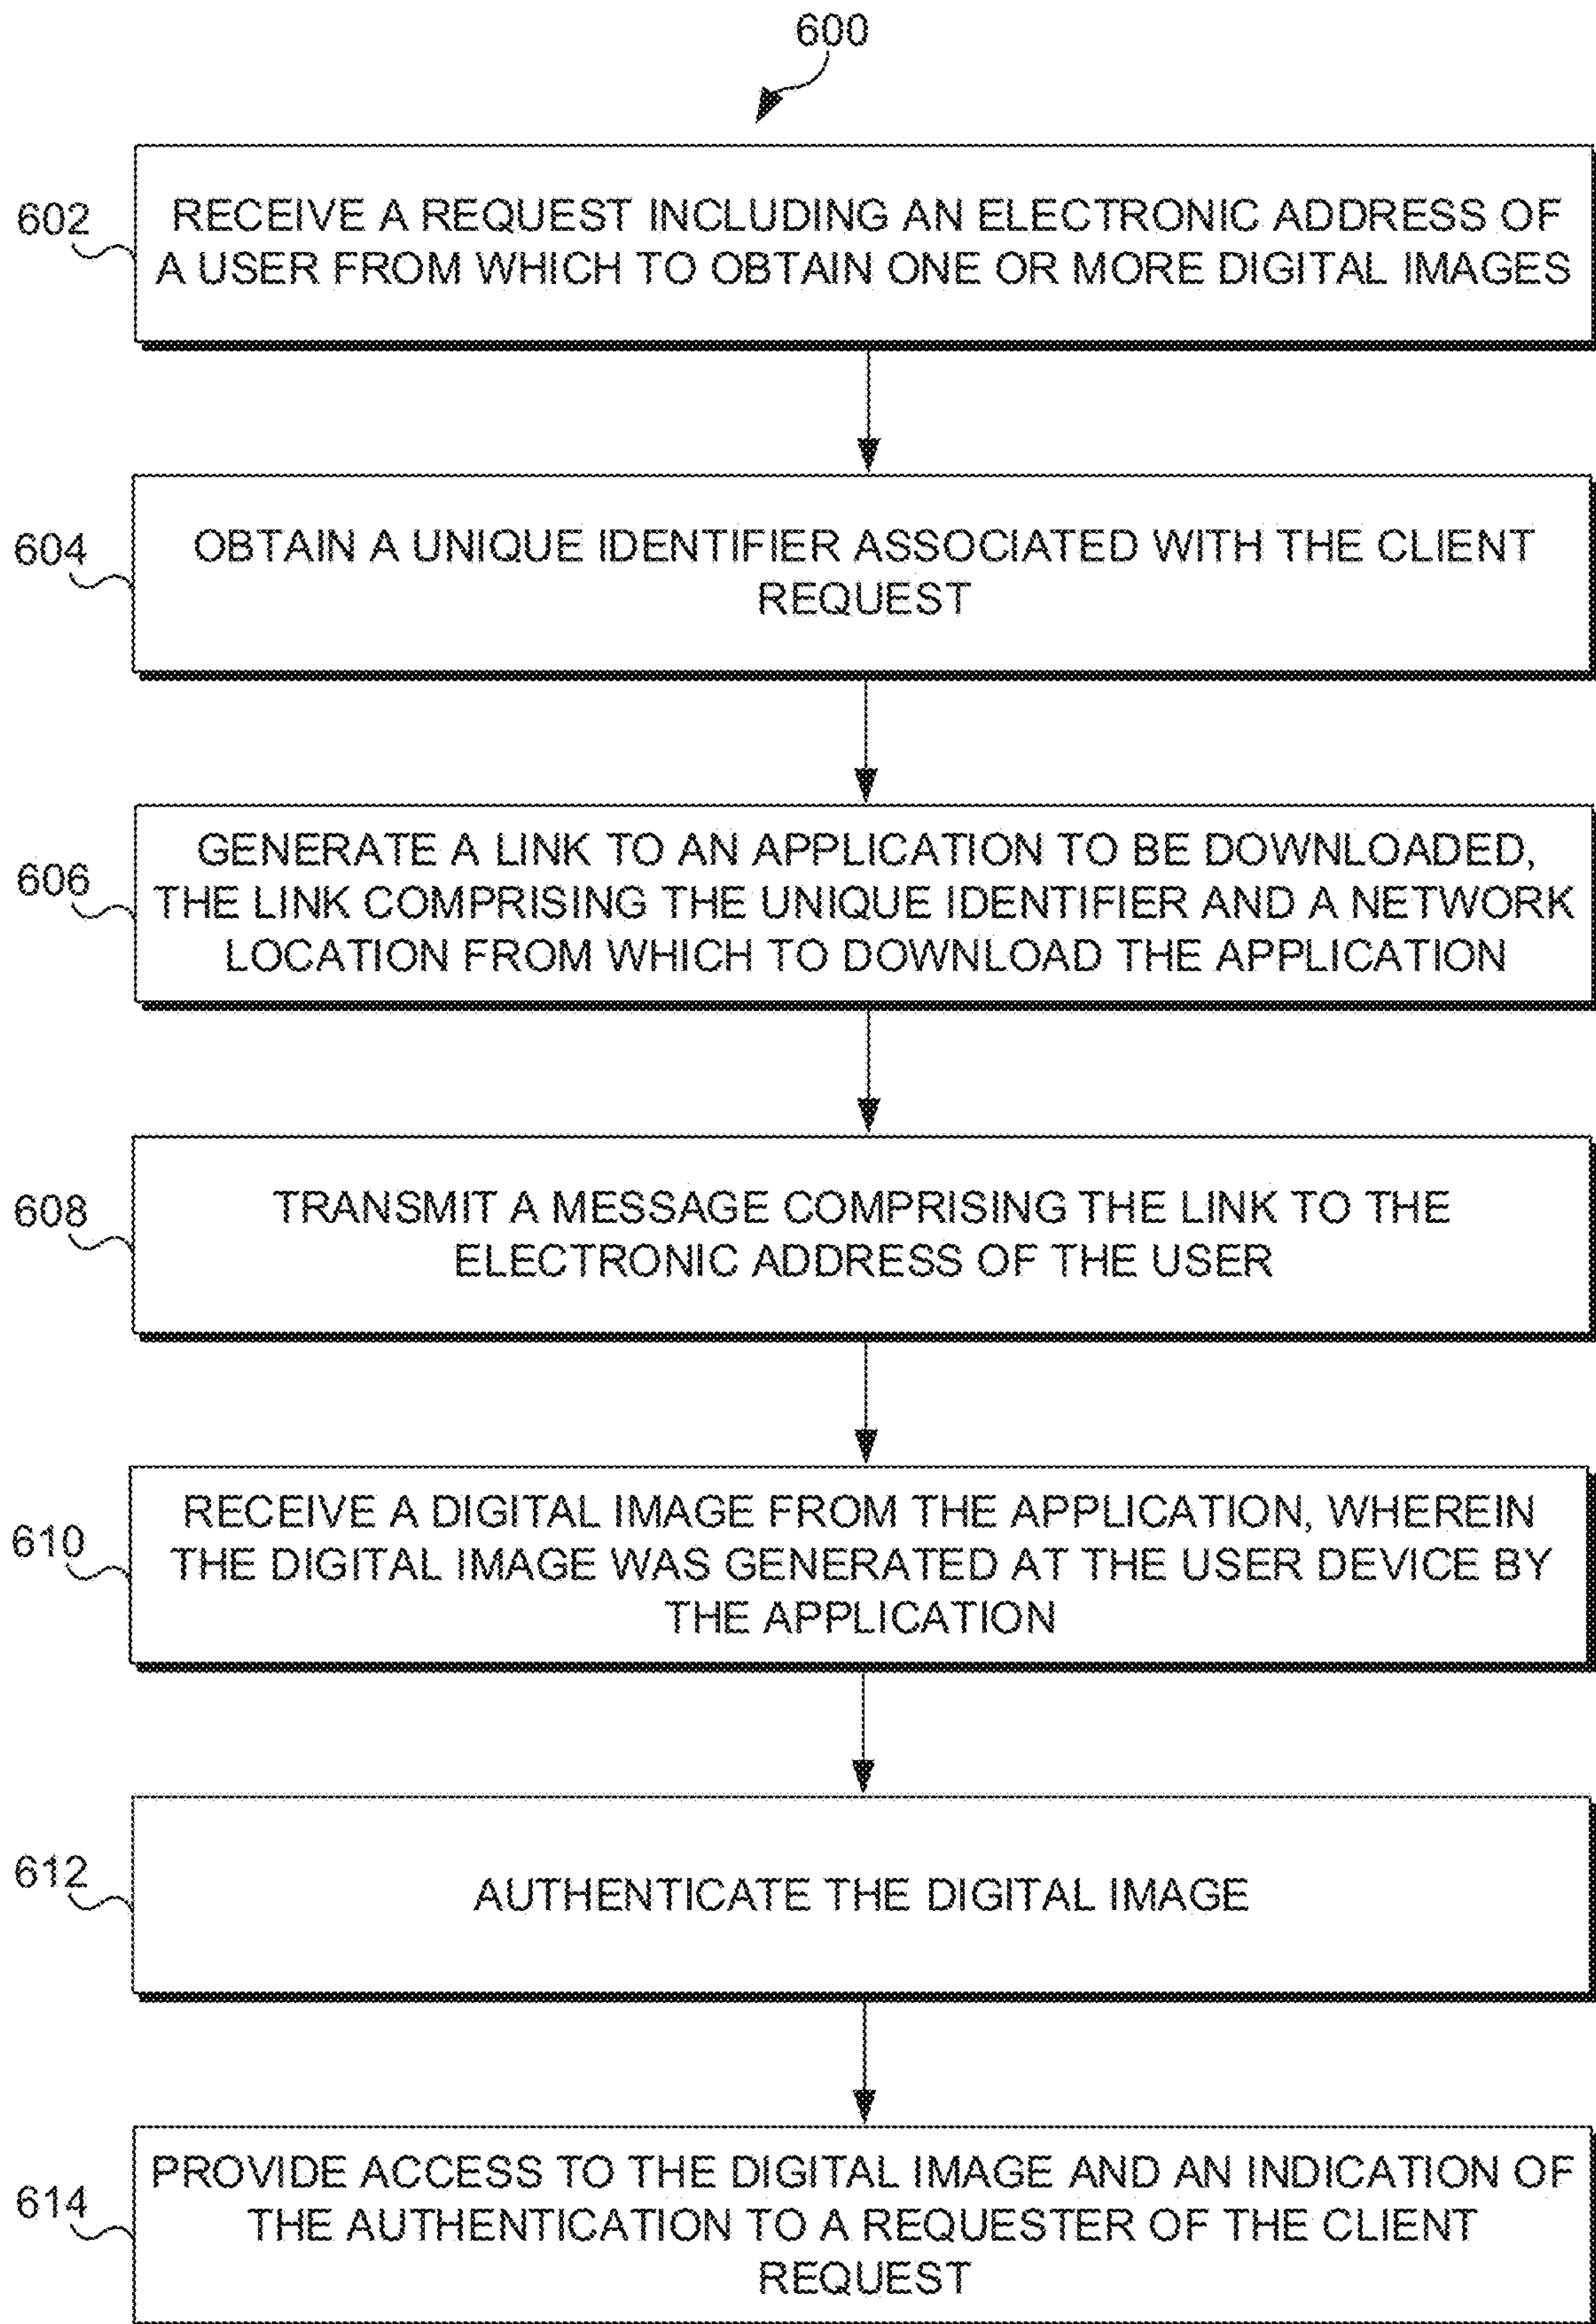 600
602
RECEIVE A REQUEST INCLUDING AN ELECTRONIC ADDRESS OF
A USER FROM WHICH TO OBTAIN ONE OR MORE DIGITAL IMAGES
604
OBTAIN A UNIQUE IDENTIFIER ASSOCIATED WITH THE CLIENT
REQUEST
606
GENERATE A LINK TO AN APPLICATION TO BE DOWNLOADED,
THE LINK COMPRISING THE UNIQUE IDENTIFIER AND A NETWORK
LOCATION FROM WHICH TO DOWNLOAD THE APPLICATION
608
TRANSMIT A MESSAGE COMPRISING THE LINK TO THE
ELECTRONIC ADDRESS OF THE USER
610
RECEIVE A DIGITAL IMAGE FROM THE APPLICATION, WHEREIN
THE DIGITAL IMAGE WAS GENERATED AT THE USER DEVICE BY
THE APPLICATION
612
AUTHENTICATE THE DIGITAL IMAGE
614
PROVIDE ACCESS TO THE DIGITAL IMAGE AND AN INDICATION OF
THE AUTHENTICATION TO A REQUESTER OF THE CLIENT
REQUEST